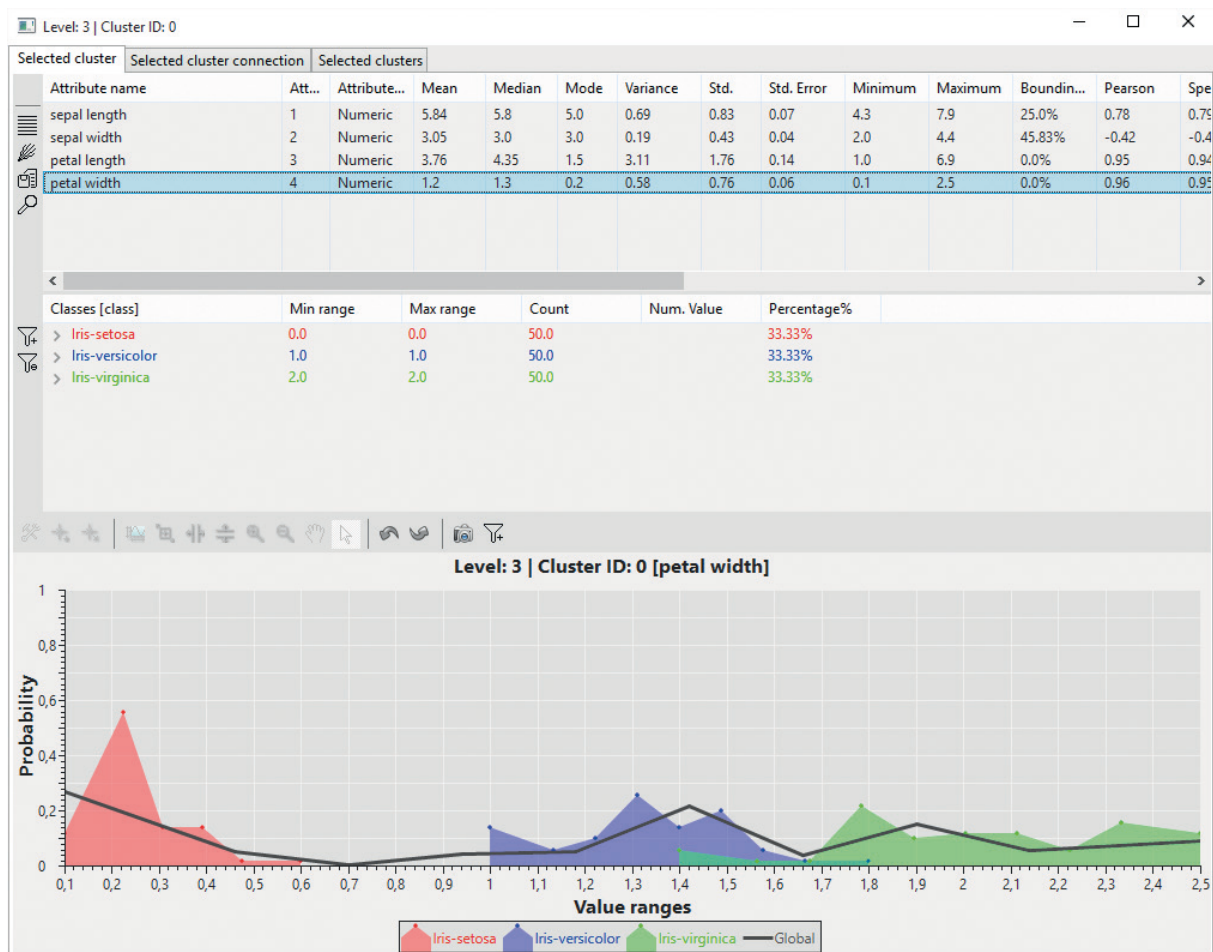 Level: 3 | Cluster ID: 0
Selected cluster Selected cluster connection Selected clusters
Attribute name Att... Attribute... Mean Median Mode Variance Std. Std. Error Minimum Maximum Boundin... Pearson Spe
sepal length 1 Numeric 5.84 5.8 5.0 0.69 0.83 0.07 4.3 7.9 25.0% 0.78 0.79
sepal width 2 Numeric 3.05 3.0 3.0 0.19 0.43 0.04 2.0 4.4 45.83% -0.42 -0.4
petal length 3 Numeric 3.76 4.35 1.5 3.11 1.76 0.14 1.0 6.9 0.0% 0.95 0.94
petal width 4 Numeric 1.2 1.3 0.2 0.58 0.76 0.06 0.1 2.5 0.0% 0.96 0.95
Classes [class] Min range Max range Count Num. Value Percentage%
Iris-setosa 0.0 0.0 50.0 33.33%
Iris-versicolor 1.0 1.0 50.0 33.33%
Iris-virginica 2.0 2.0 50.0 33.33%
Level: 3 | Cluster ID: 0 [petal width]
1
0,8
0,6
0,4
0,2
0
Probability
0,1 0,2 0,3 0,4 0,5 0,6 0,7 0,8 0,9 1 1,1 1,2 1,3 1,4 1,5 1,6 1,7 1,8 1,9 2 2,1 2,2 2,3 2,4 2,5
Value ranges
Iris-setosa Iris-versicolor Iris-virginica Global